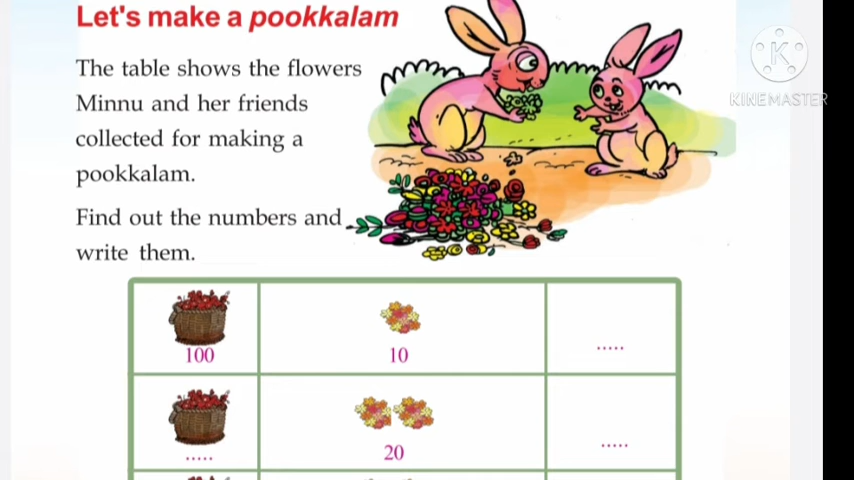 Let's make a pookkalam
The table shows the flowers
Minnu and her friends
collected for making a
pookkalam.
Find out the numbers and
write them.
K
KINEMASTER
100
10
.....
.....
20
.....